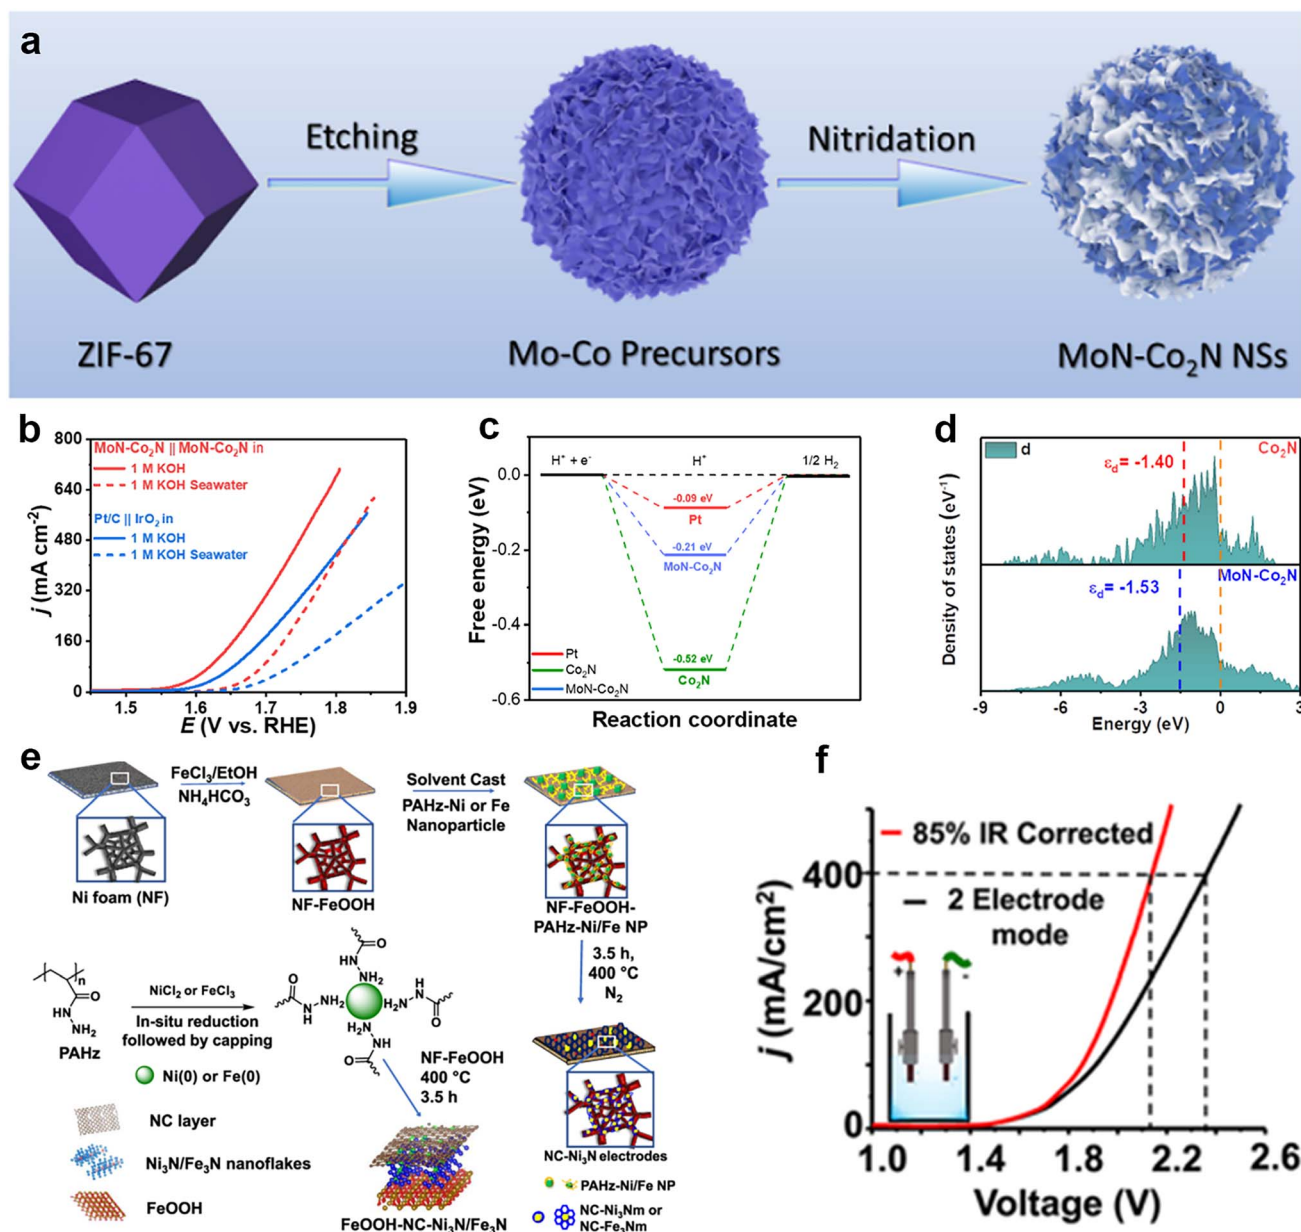 a
Etching
Nitridation
ZIF-67
Mo-Co Precursors
MoN-Co₂N NSs
b
800
640
480
320
160
0
j (mA cm⁻²)
MoN-Co₂N || MoN-Co₂N in
1 M KOH
1 M KOH Seawater
Pt/C || IrO₂ in
1 M KOH
1 M KOH Seawater
1.5
1.6
1.7
1.8
1.9
E (V vs. RHE)
c
Free energy (eV)
0.0
-0.2
-0.4
-0.6
H⁺ + e⁻
H*
1/2 H₂
-0.09 eV
Pt
-0.21 eV
MoN-Co₂N
-0.52 eV
Co₂N
Pt
Co₂N
MoN-Co₂N
Reaction coordinate
d
Density of states (eV⁻¹)
d
εd= -1.40
Co₂N
εd= -1.53
MoN-Co₂N
-9
-6
-3
0
3
Energy (eV)
e
FeCl₃/EtOH
NH₄HCO₃
Solvent Cast
PAHz-Ni or Fe
Nanoparticle
Ni foam (NF)
NF-FeOOH
NF-FeOOH-
PAHz-Ni/Fe NP
3.5 h,
400 °C
N₂
n
O
HN
NH₂
PAHz
NiCl₂ or FeCl₃
In-situ reduction
followed by capping
Ni(0) or Fe(0)
O
HN
NH₂
O
N
H
NH₂
H₂N
H
N
O
H₂N
NH
O
NF-FeOOH
400 °C
3.5 h
NC layer
Ni₃N/Fe₃N nanoflakes
FeOOH
FeOOH-NC-Ni₃N/Fe₃N
NC-Ni₃N electrodes
PAHz-Ni/Fe NP
NC-Ni₃Nm or
NC-Fe₃Nm
f
85% IR Corrected
2 Electrode
mode
+
-
j (mA/cm²)
400
200
0
1.0
1.4
1.8
2.2
2.6
Voltage (V)